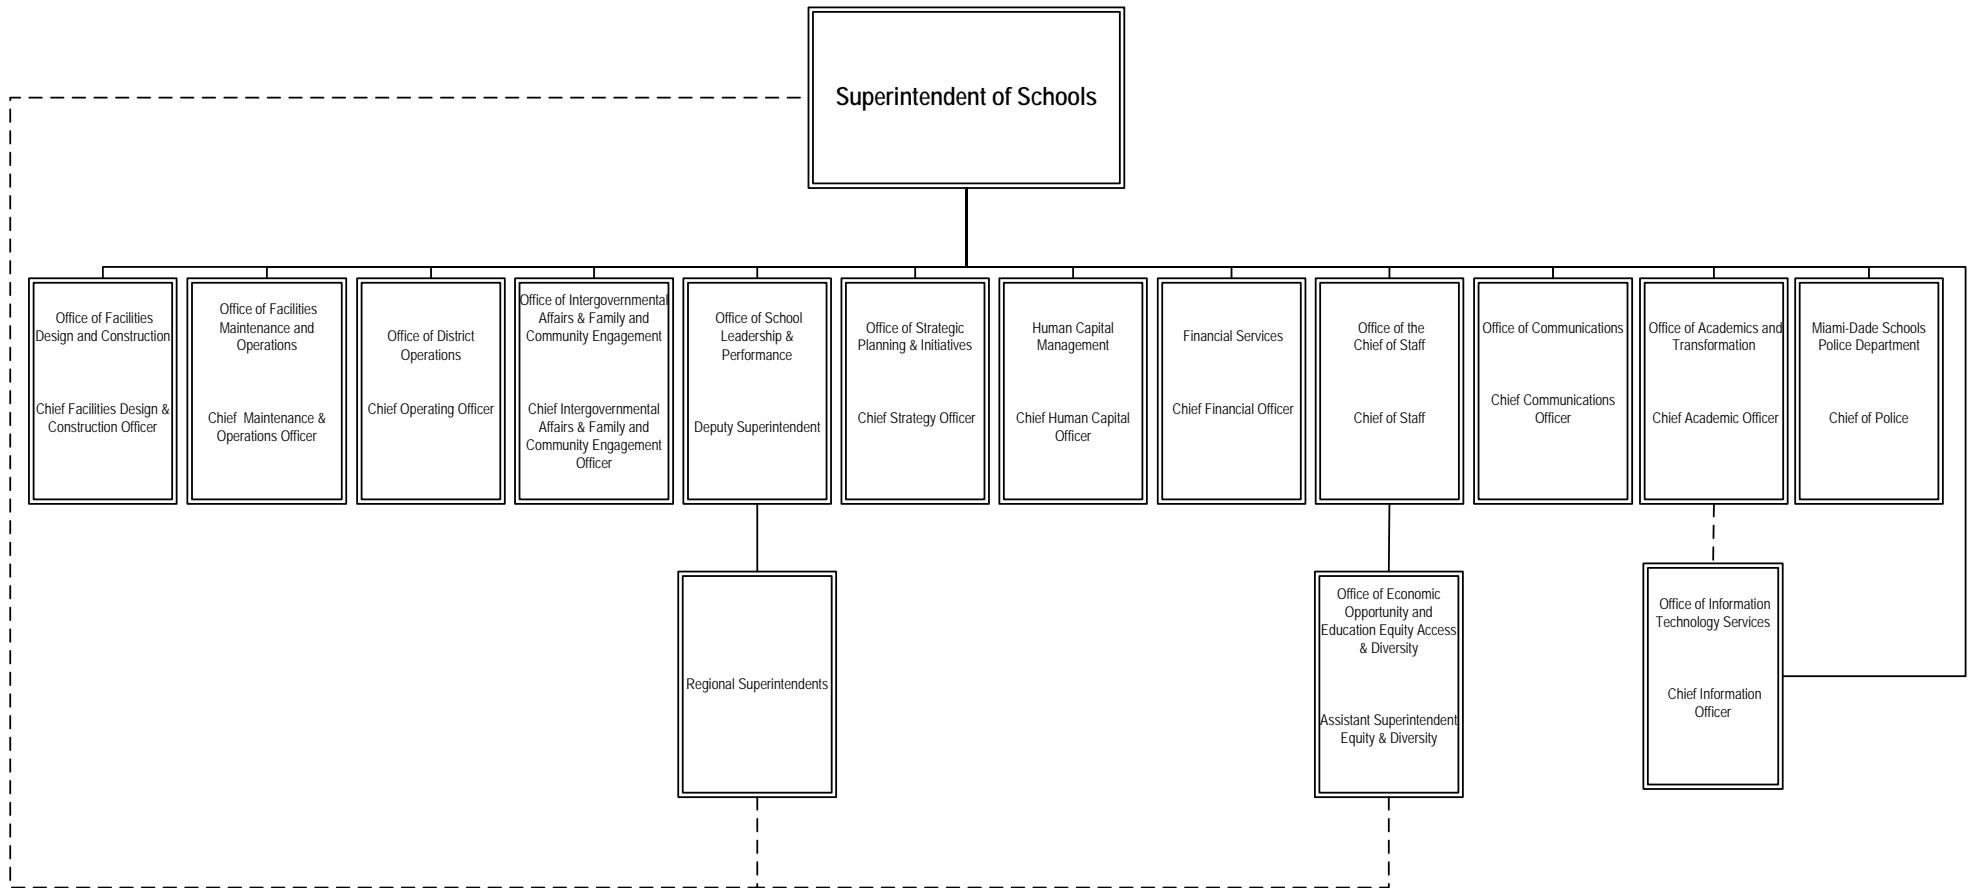 Superintendent of Schools
Office of Facilities
Design and Construction
Chief Facilities Design &
Construction Officer
Office of Facilities
Maintenance and
Operations
Chief Maintenance &
Operations Officer
Office of District
Operations
Chief Operating Officer
Office of Intergovernmental
Affairs & Family and
Community Engagement
Chief Intergovernmental
Affairs & Family and
Community Engagement
Officer
Office of School
Leadership &
Performance
Deputy Superintendent
Office of Strategic
Planning & Initiatives
Chief Strategy Officer
Human Capital
Management
Chief Human Capital
Officer
Financial Services
Chief Financial Officer
Office of the
Chief of Staff
Chief of Staff
Office of Communications
Chief Communications
Officer
Office of Academics and
Transformation
Chief Academic Officer
Miami-Dade Schools
Police Department
Chief of Police
Regional Superintendents
Office of Economic
Opportunity and
Education Equity Access
& Diversity
Assistant Superintendent
Equity & Diversity
Office of Information
Technology Services
Chief Information
Officer